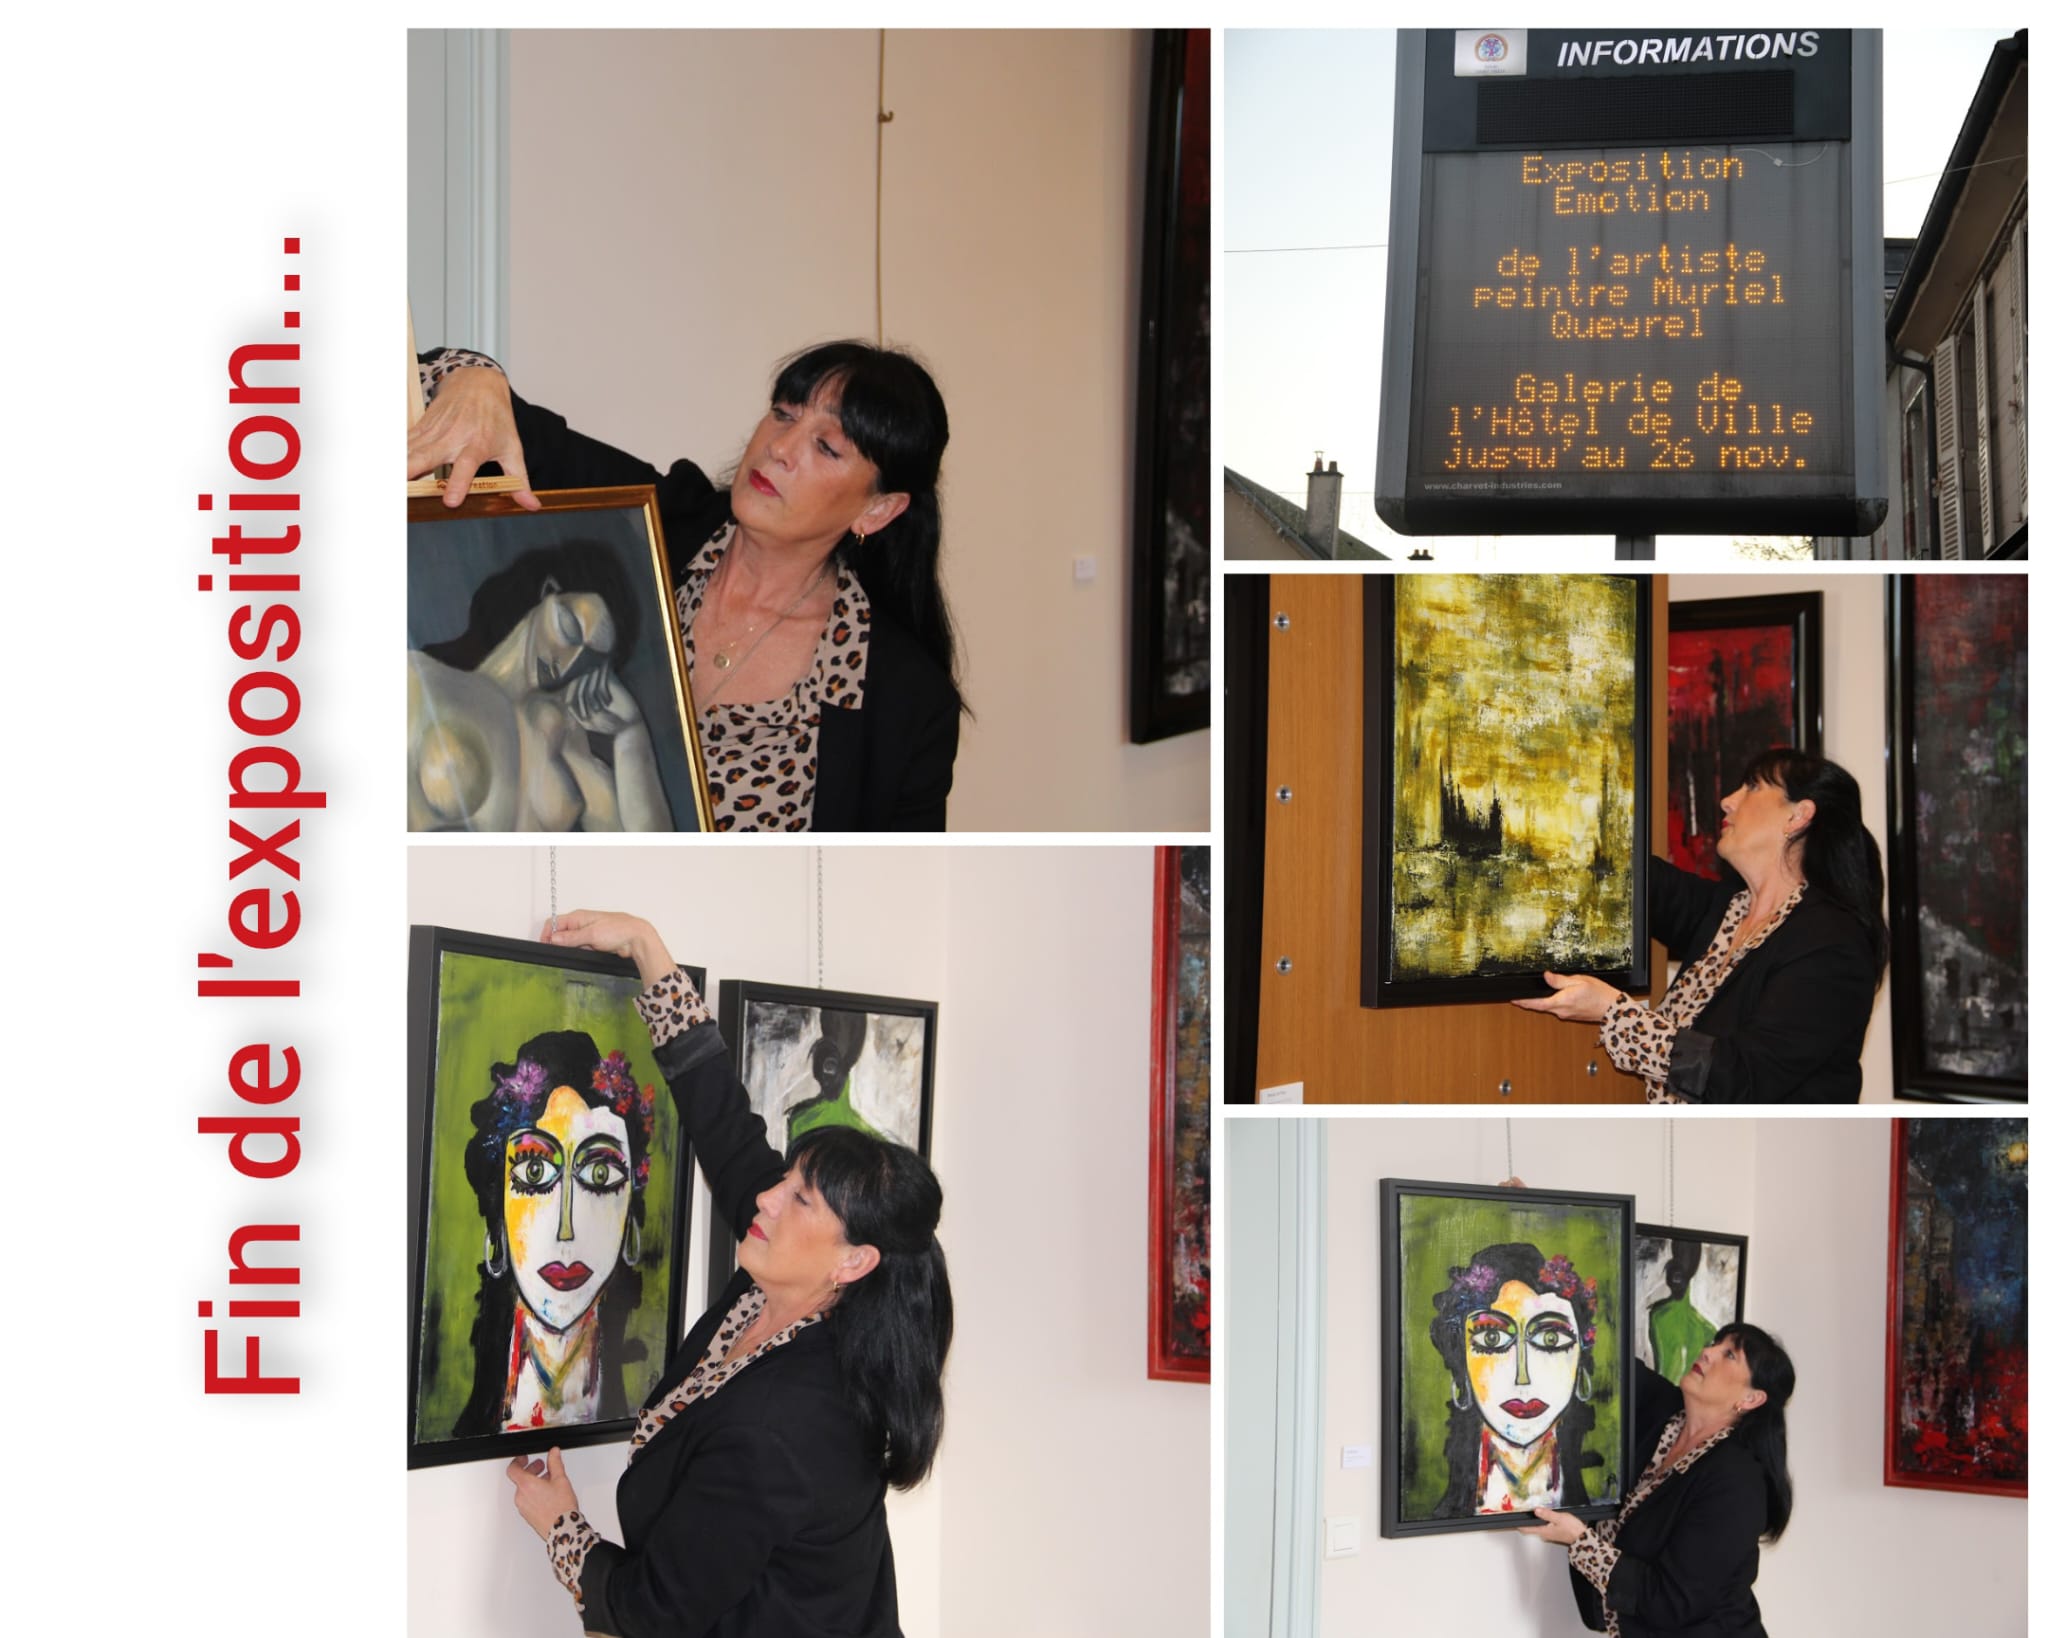 Fin de l'exposition...
INFORMATIONS
Exposition
Emotion
de l'artiste
peintre Muriel
Queyrel
Galerie de
l'Hôtel de Ville
jusqu'au 26 nov.
www.charvet-industries.com